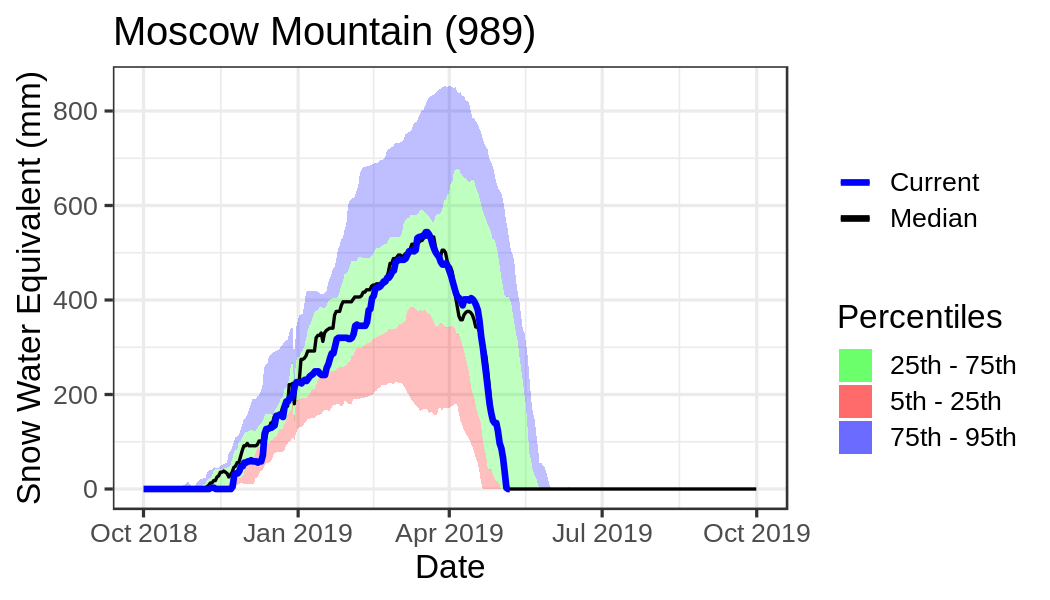 Moscow Mountain (989)
Snow Water Equivalent (mm)
800
600
400
200
0
Oct 2018
Jan 2019
Apr 2019
Jul 2019
Oct 2019
Date
Current
Median
Percentiles
25th - 75th
5th - 25th
75th - 95th